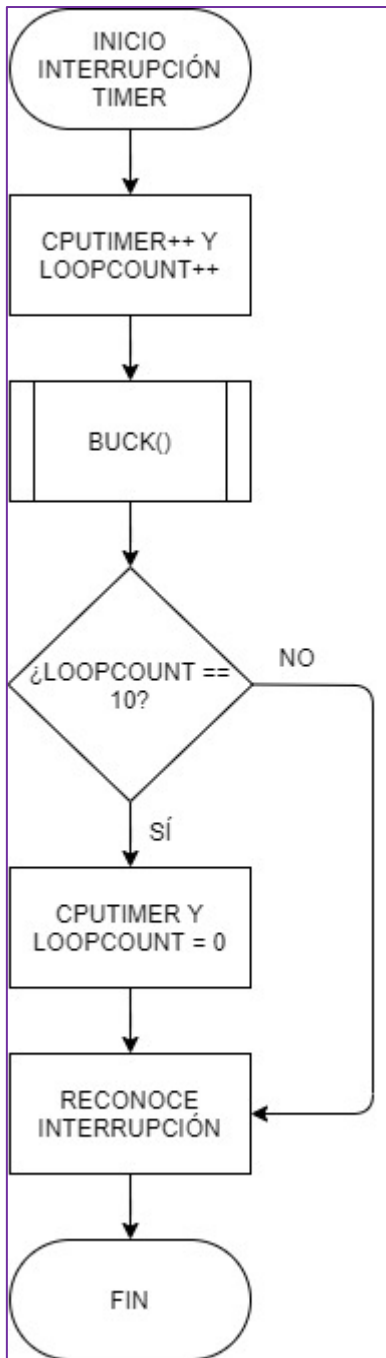 INICIO
INTERRUPCIÓN
TIMER
CPUTIMER++ Y
LOOPCOUNT++
BUCK()
¿LOOPCOUNT ==
10?
NO
SÍ
CPUTIMER Y
LOOPCOUNT = 0
RECONOCE
INTERRUPCIÓN
FIN